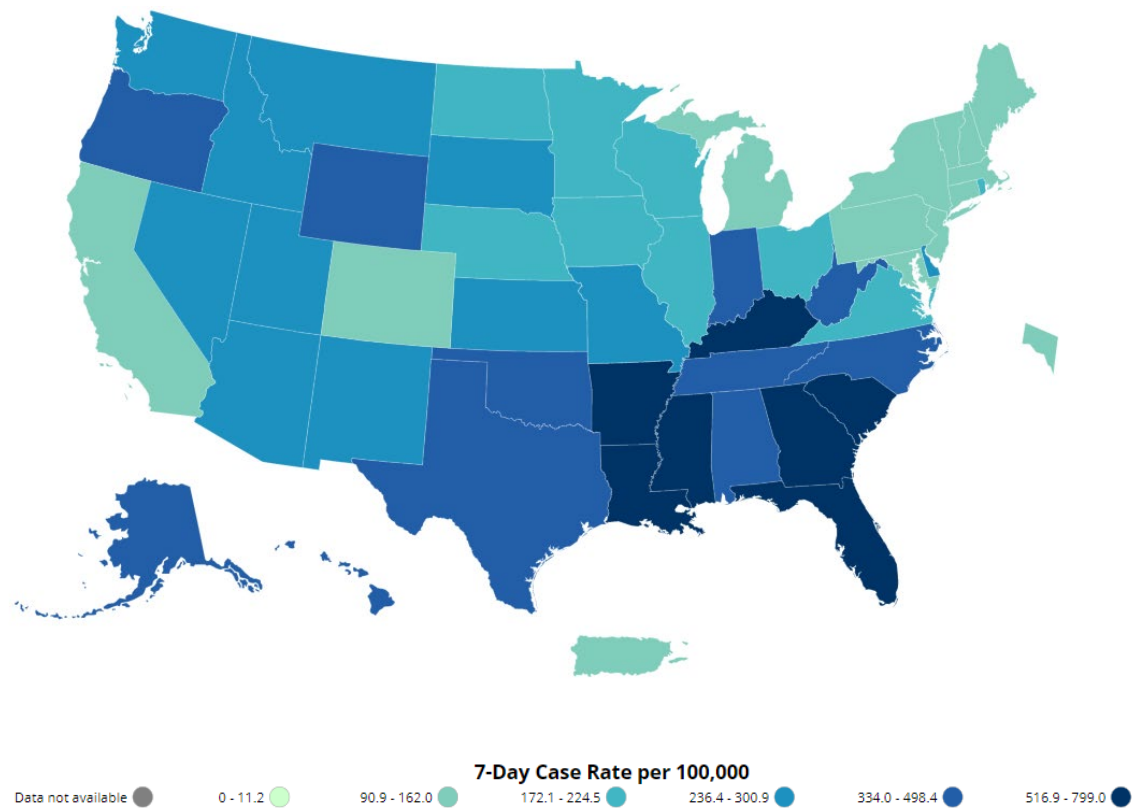 7-Day Case Rate per 100,000
Data not available 0 - 11.2 90.9 - 162.0 172.1 - 224.5 236.4 - 300.9 334.0 - 498.4 516.9 - 799.0